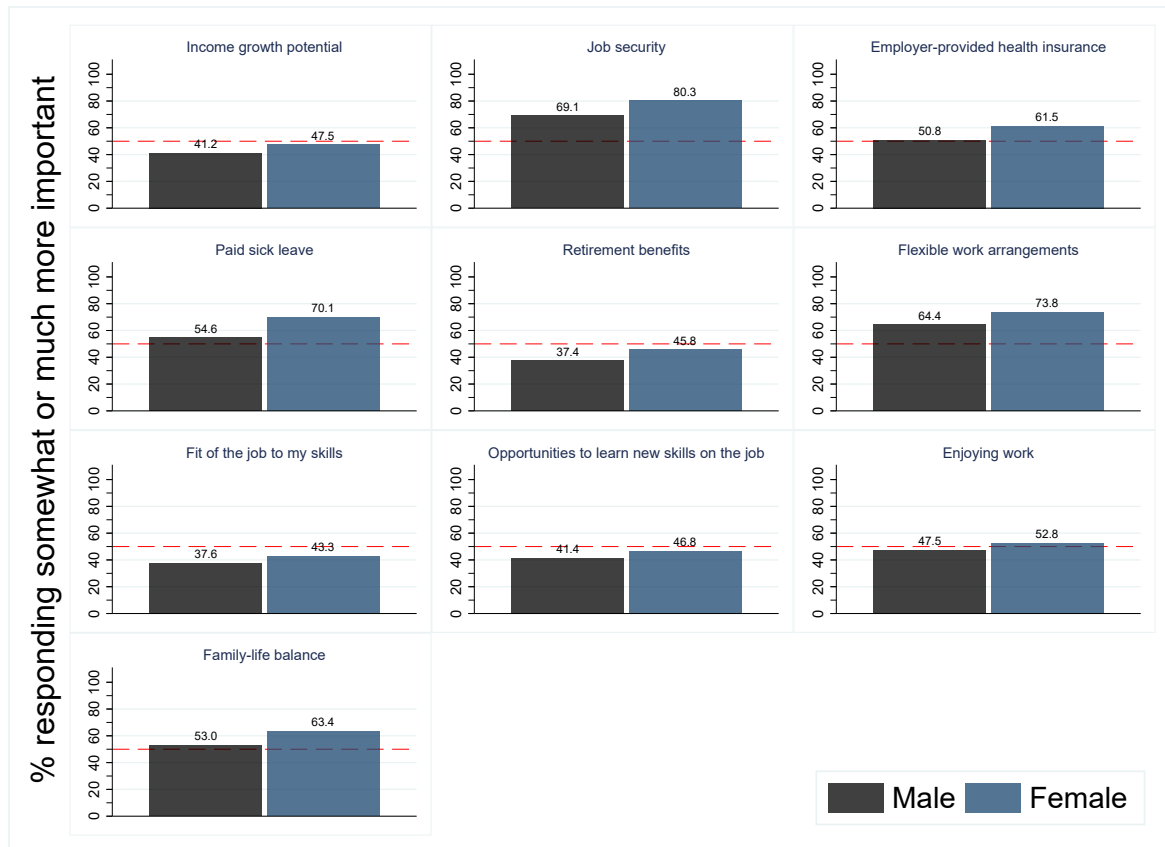 % responding somewhat or much more important
Income growth potential
0 20 40 60 80 100
41.2
47.5
Job security
0 20 40 60 80 100
69.1
80.3
Employer-provided health insurance
0 20 40 60 80 100
50.8
61.5
Paid sick leave
0 20 40 60 80 100
54.6
70.1
Retirement benefits
0 20 40 60 80 100
37.4
45.8
Flexible work arrangements
0 20 40 60 80 100
64.4
73.8
Fit of the job to my skills
0 20 40 60 80 100
37.6
43.3
Opportunities to learn new skills on the job
0 20 40 60 80 100
41.4
46.8
Enjoying work
0 20 40 60 80 100
47.5
52.8
Family-life balance
0 20 40 60 80 100
53.0
63.4
Male Female